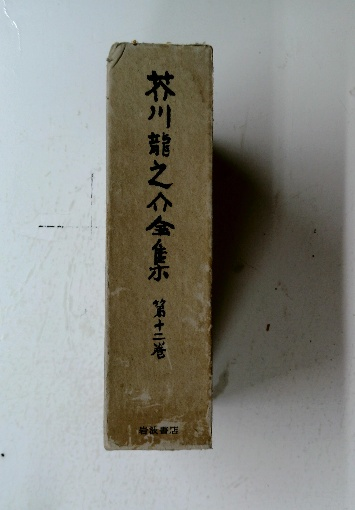 芥川龍之介全集
第十二巻
岩波書店